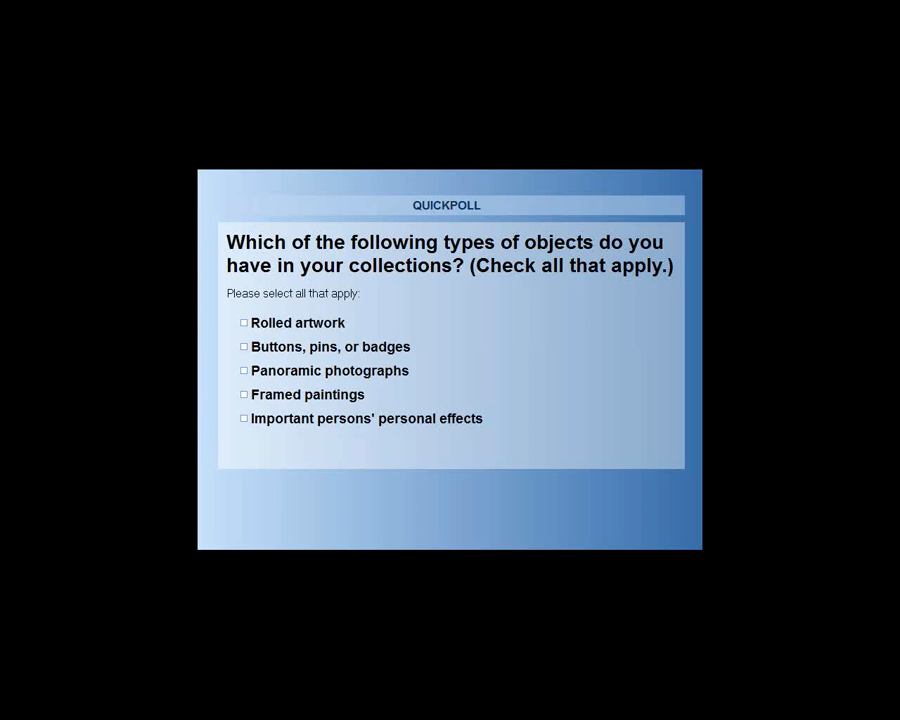 QUICKPOLL
Which of the following types of objects do you
have in your collections? (Check all that apply.)
Please select all that apply:
Rolled artwork
Buttons, pins, or badges
Panoramic photographs
Framed paintings
Important persons' personal effects